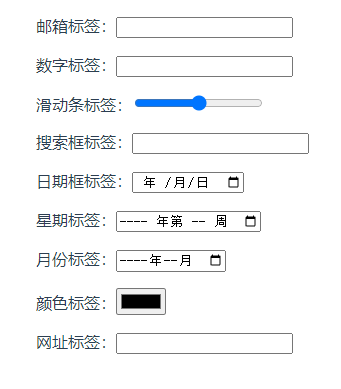 邮箱标签：
数字标签：
滑动条标签：
搜索框标签：
日期框标签： 年 /月/日
星期标签： ---- 年第 -- 周
月份标签： ----年--月
颜色标签：
网址标签：